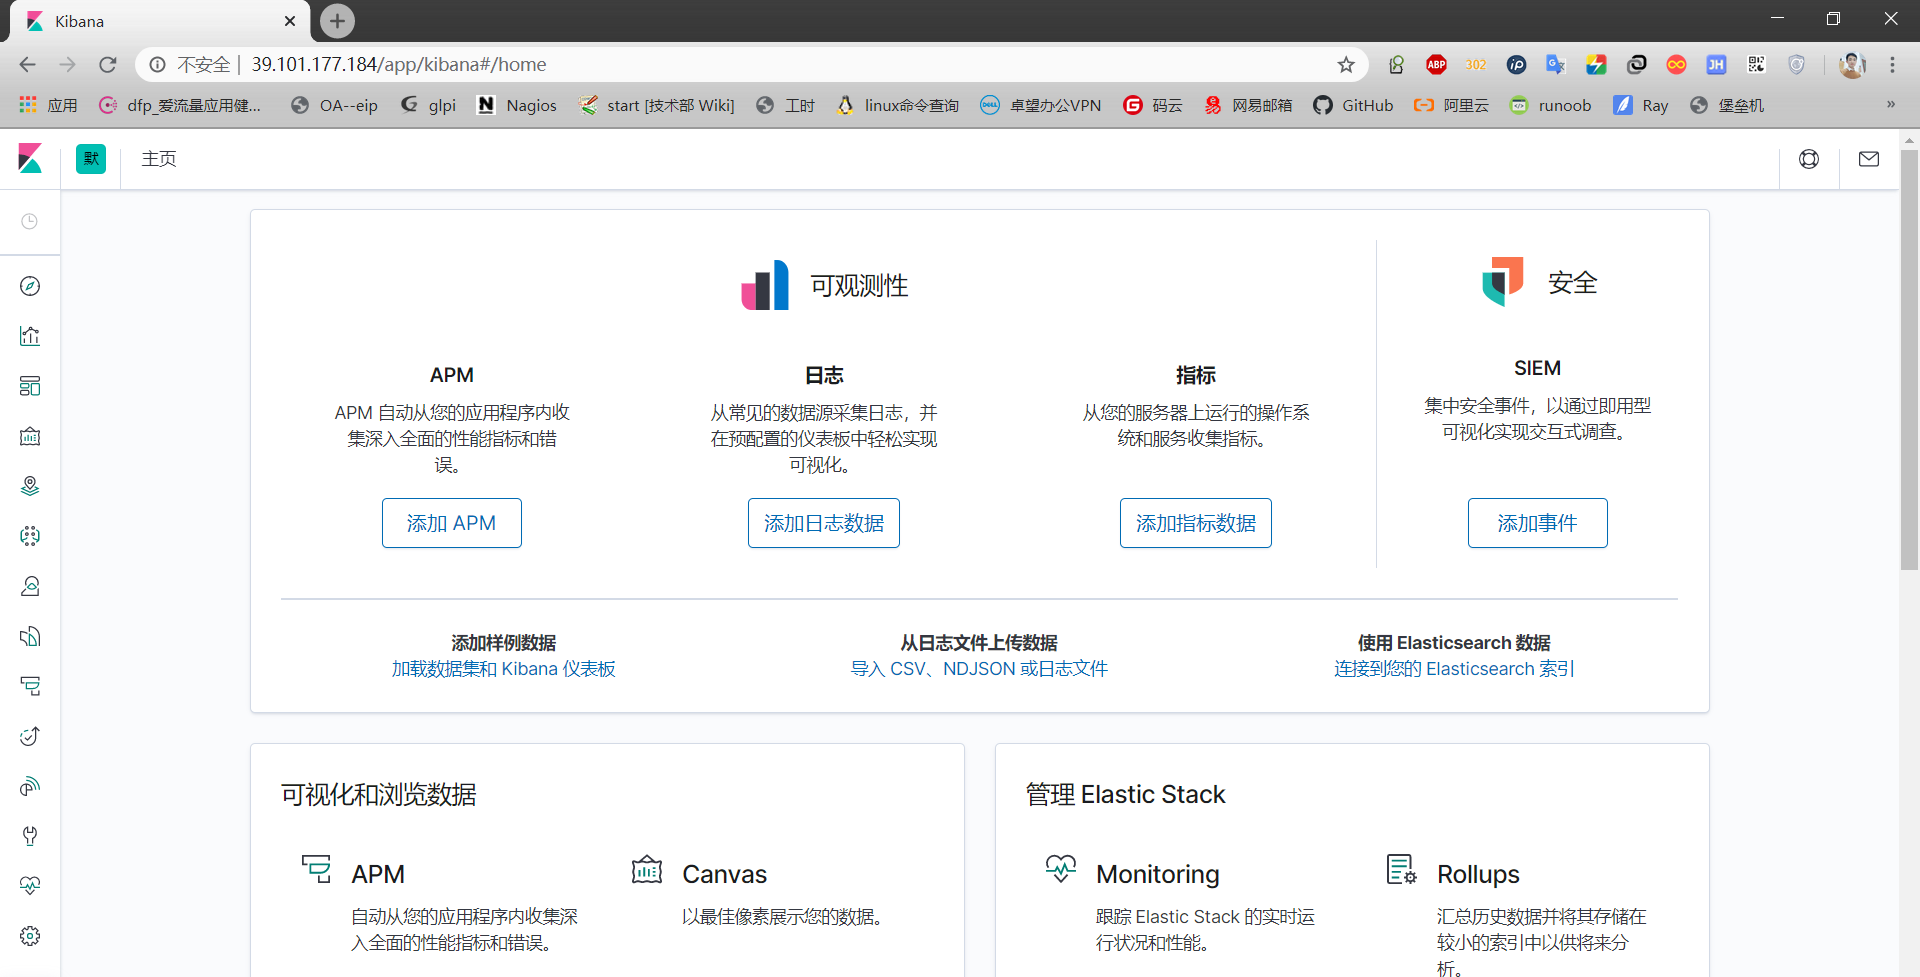 Kibana
不安全 | 39.101.177.184/app/kibana#/home
ABP 302 ip JH
应用 dfp_爱流量应用健... OA--eip glpi Nagios start [技术部 Wiki] 工时 linux命令查询 卓望办公VPN 码云 网易邮箱 GitHub 阿里云 runoob Ray 堡垒机 »
默 主页
可观测性
安全
APM
APM 自动从您的应用程序内收
集深入全面的性能指标和错
误。
添加 APM
日志
从常见的数据源采集日志，并
在预配置的仪表板中轻松实现
可视化。
添加日志数据
指标
从您的服务器上运行的操作系
统和服务收集指标。
添加指标数据
SIEM
集中安全事件，以通过即用型
可视化实现交互式调查。
添加事件
添加样例数据
加载数据集和 Kibana 仪表板
从日志文件上传数据
导入 CSV、NDJSON 或日志文件
使用 Elasticsearch 数据
连接到您的 Elasticsearch 索引
可视化和浏览数据
APM
自动从您的应用程序内收集深
入全面的性能指标和错误。
Canvas
以最佳像素展示您的数据。
管理 Elastic Stack
Monitoring
跟踪 Elastic Stack 的实时运
行状况和性能。
Rollups
汇总历史数据并将其存储在
较小的索引中以供将来分
析。